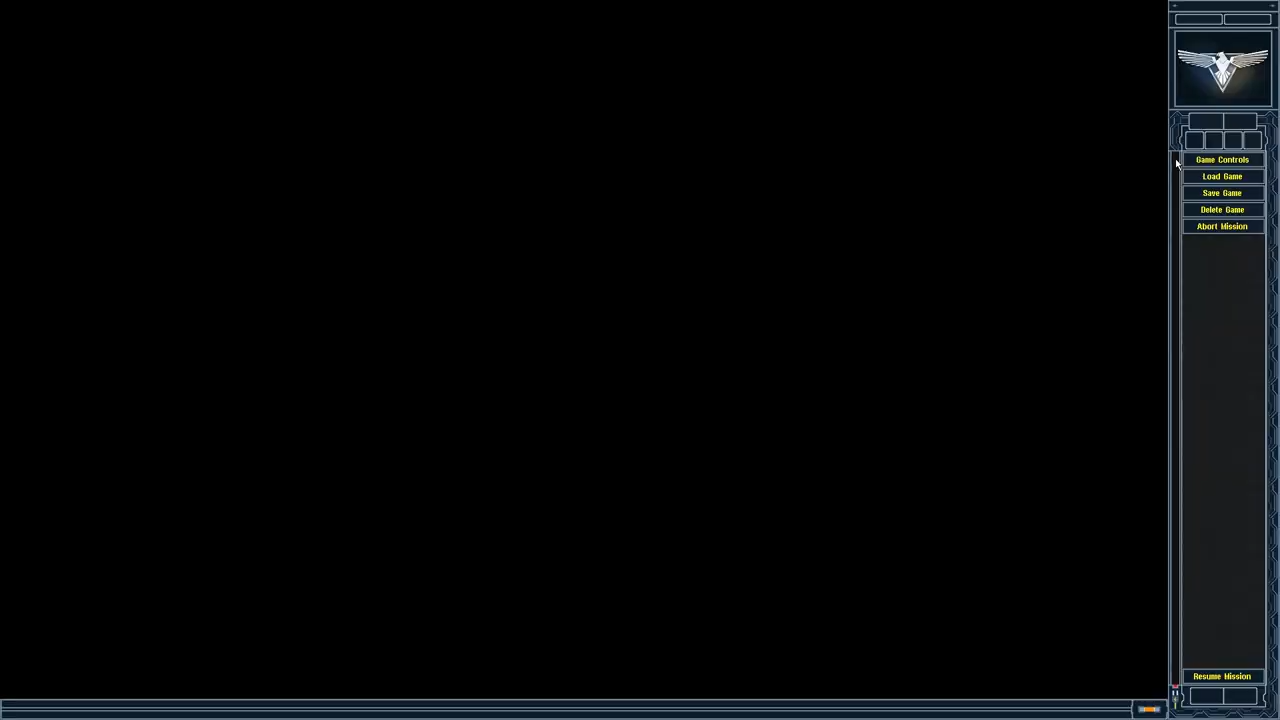 Game Controls
Load Game
Save Game
Delete Game
Abort Mission
Resume Mission